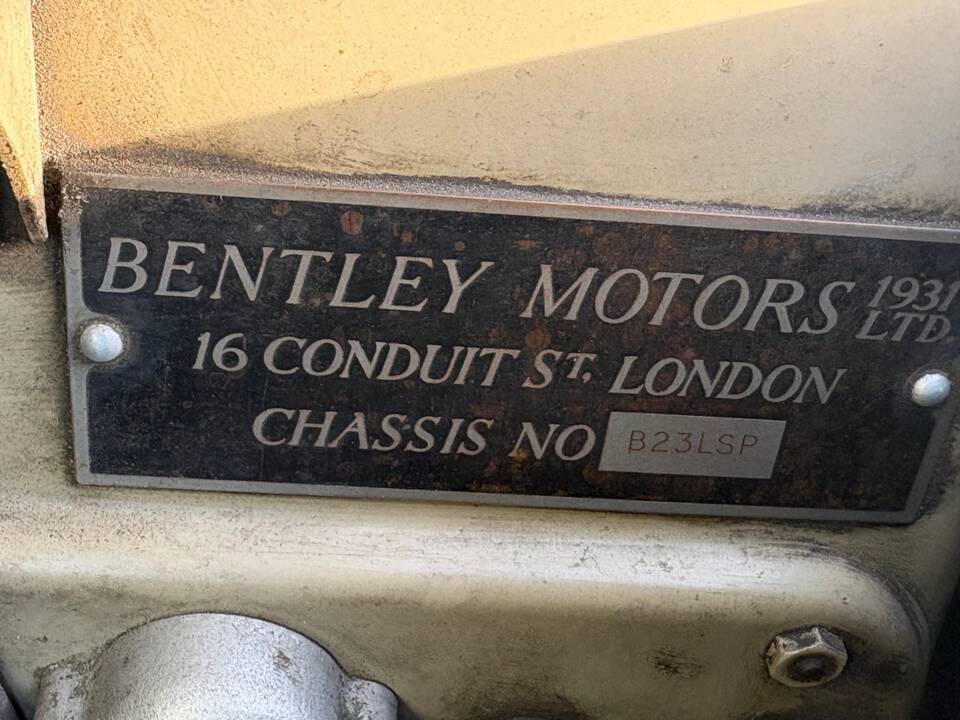 BENTLEY MOTORS 1931 LTD.
16 CONDUIT ST, LONDON
CHASSIS NO B23LSP